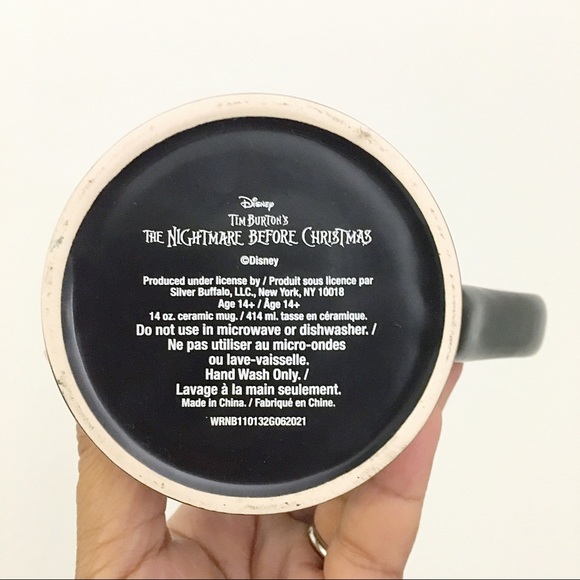 Disney
TIM BURTON'S
THE NIGHTMARE BEFORE CHRISTMAS
©Disney
Produced under license by / Produit sous licence par
Silver Buffalo, LLC., New York, NY 10018
Age 14+ / Âge 14+
14 oz. ceramic mug. / 414 ml. tasse en céramique.
Do not use in microwave or dishwasher. /
Ne pas utiliser au micro-ondes
ou lave-vaisselle.
Hand Wash Only. /
Lavage à la main seulement.
Made in China. / Fabriqué en Chine.
WRNB110132G062021